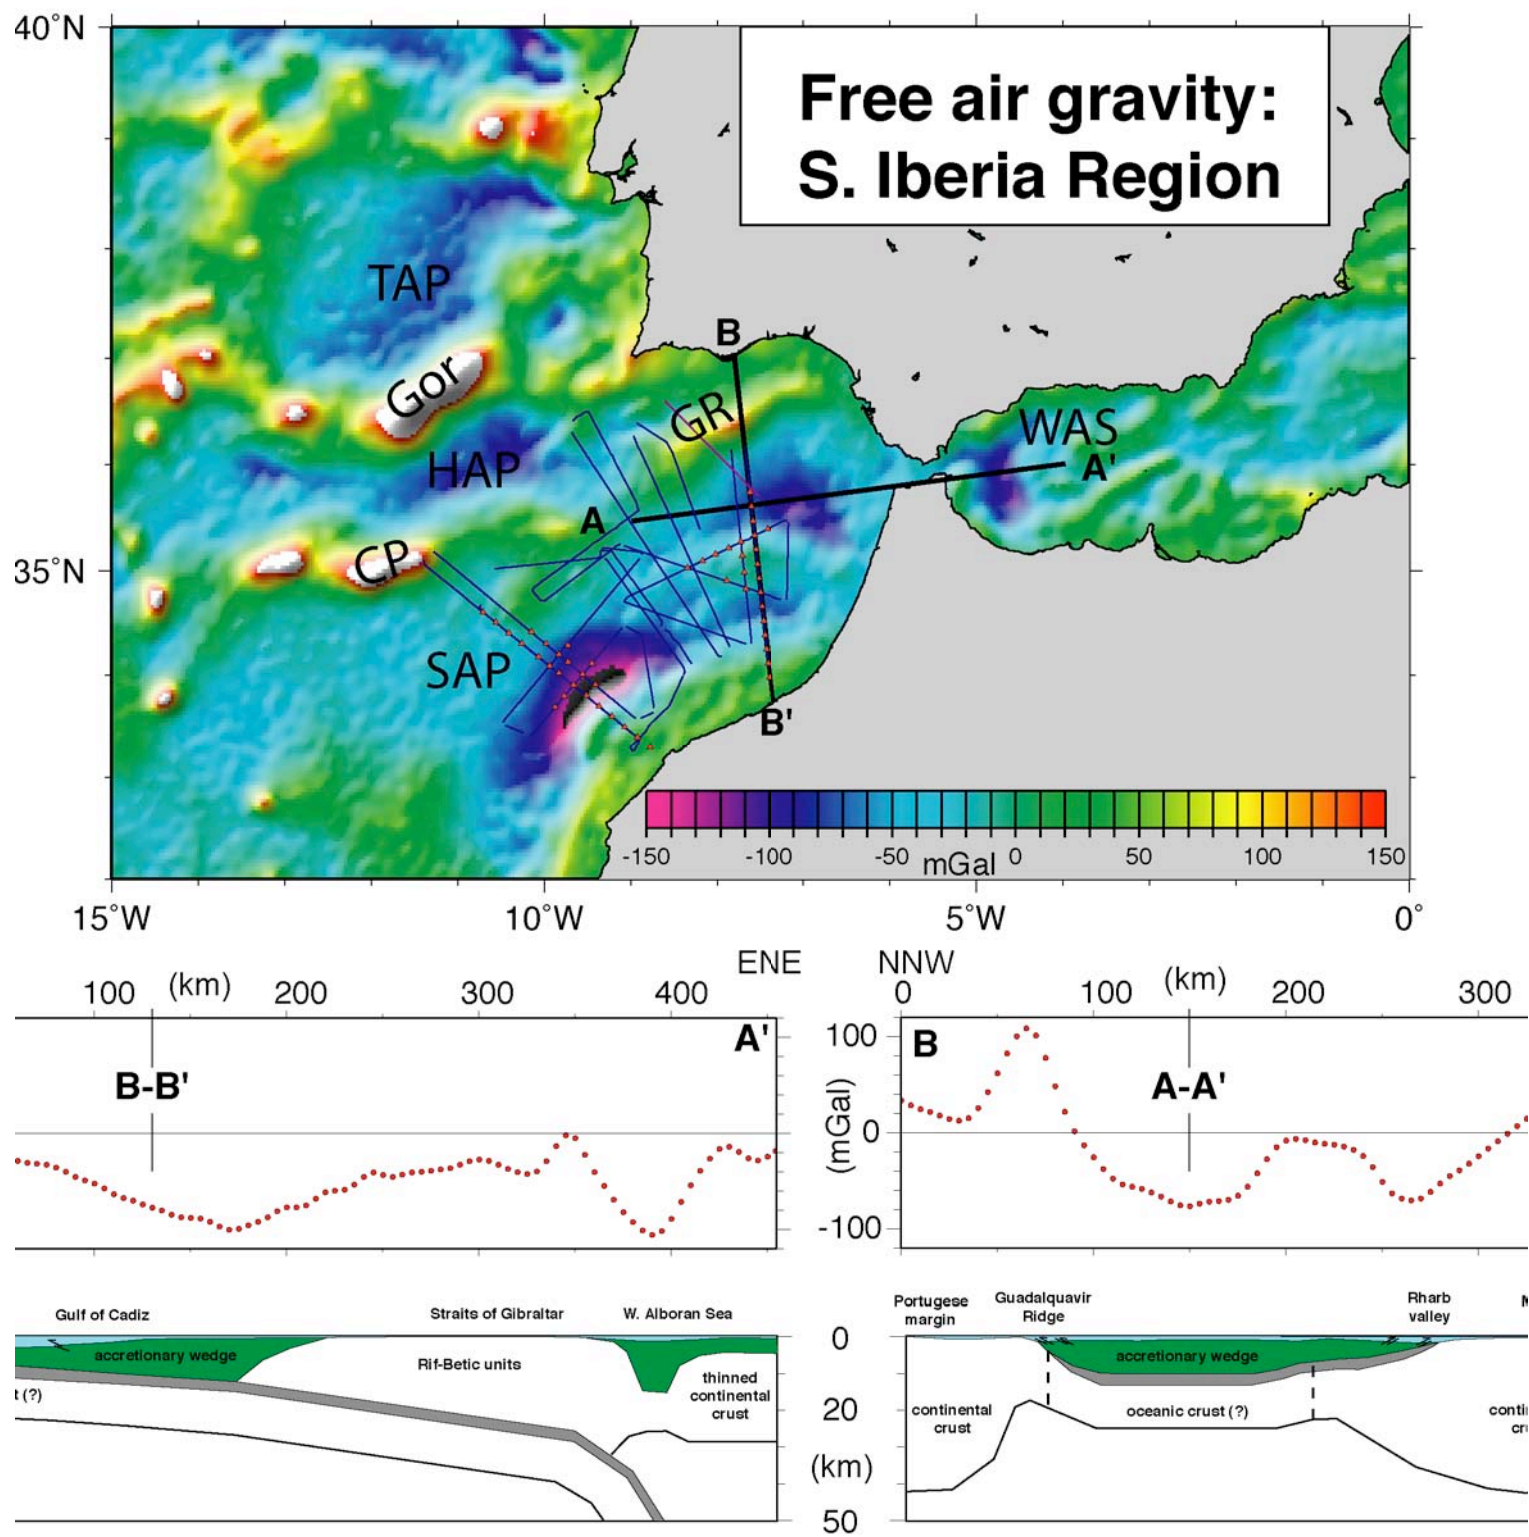 40˚N
Free air gravity:
S. Iberia Region
TAP
B
Gor
GR
WAS
HAP
A'
A
35˚N
CP
SAP
B'
-150 -100 -50 mGal 0 50 100 150
15˚W 10˚W 5˚W 0˚
ENE NNW
100 (km) 200 300 400 0 100 (km) 200 300
A' 100 B
B-B' A-A'
(mGal)
0
-100
Gulf of Cadiz Straits of Gibraltar W. Alboran Sea
Portugese
margin
Guadalquavir
Ridge
Rharb
valley
accretionary wedge
Rif-Betic units
thinned
continental
crust
t (?)
0
20
(km)
50
accretionary wedge
continental
crust
oceanic crust (?)
conti